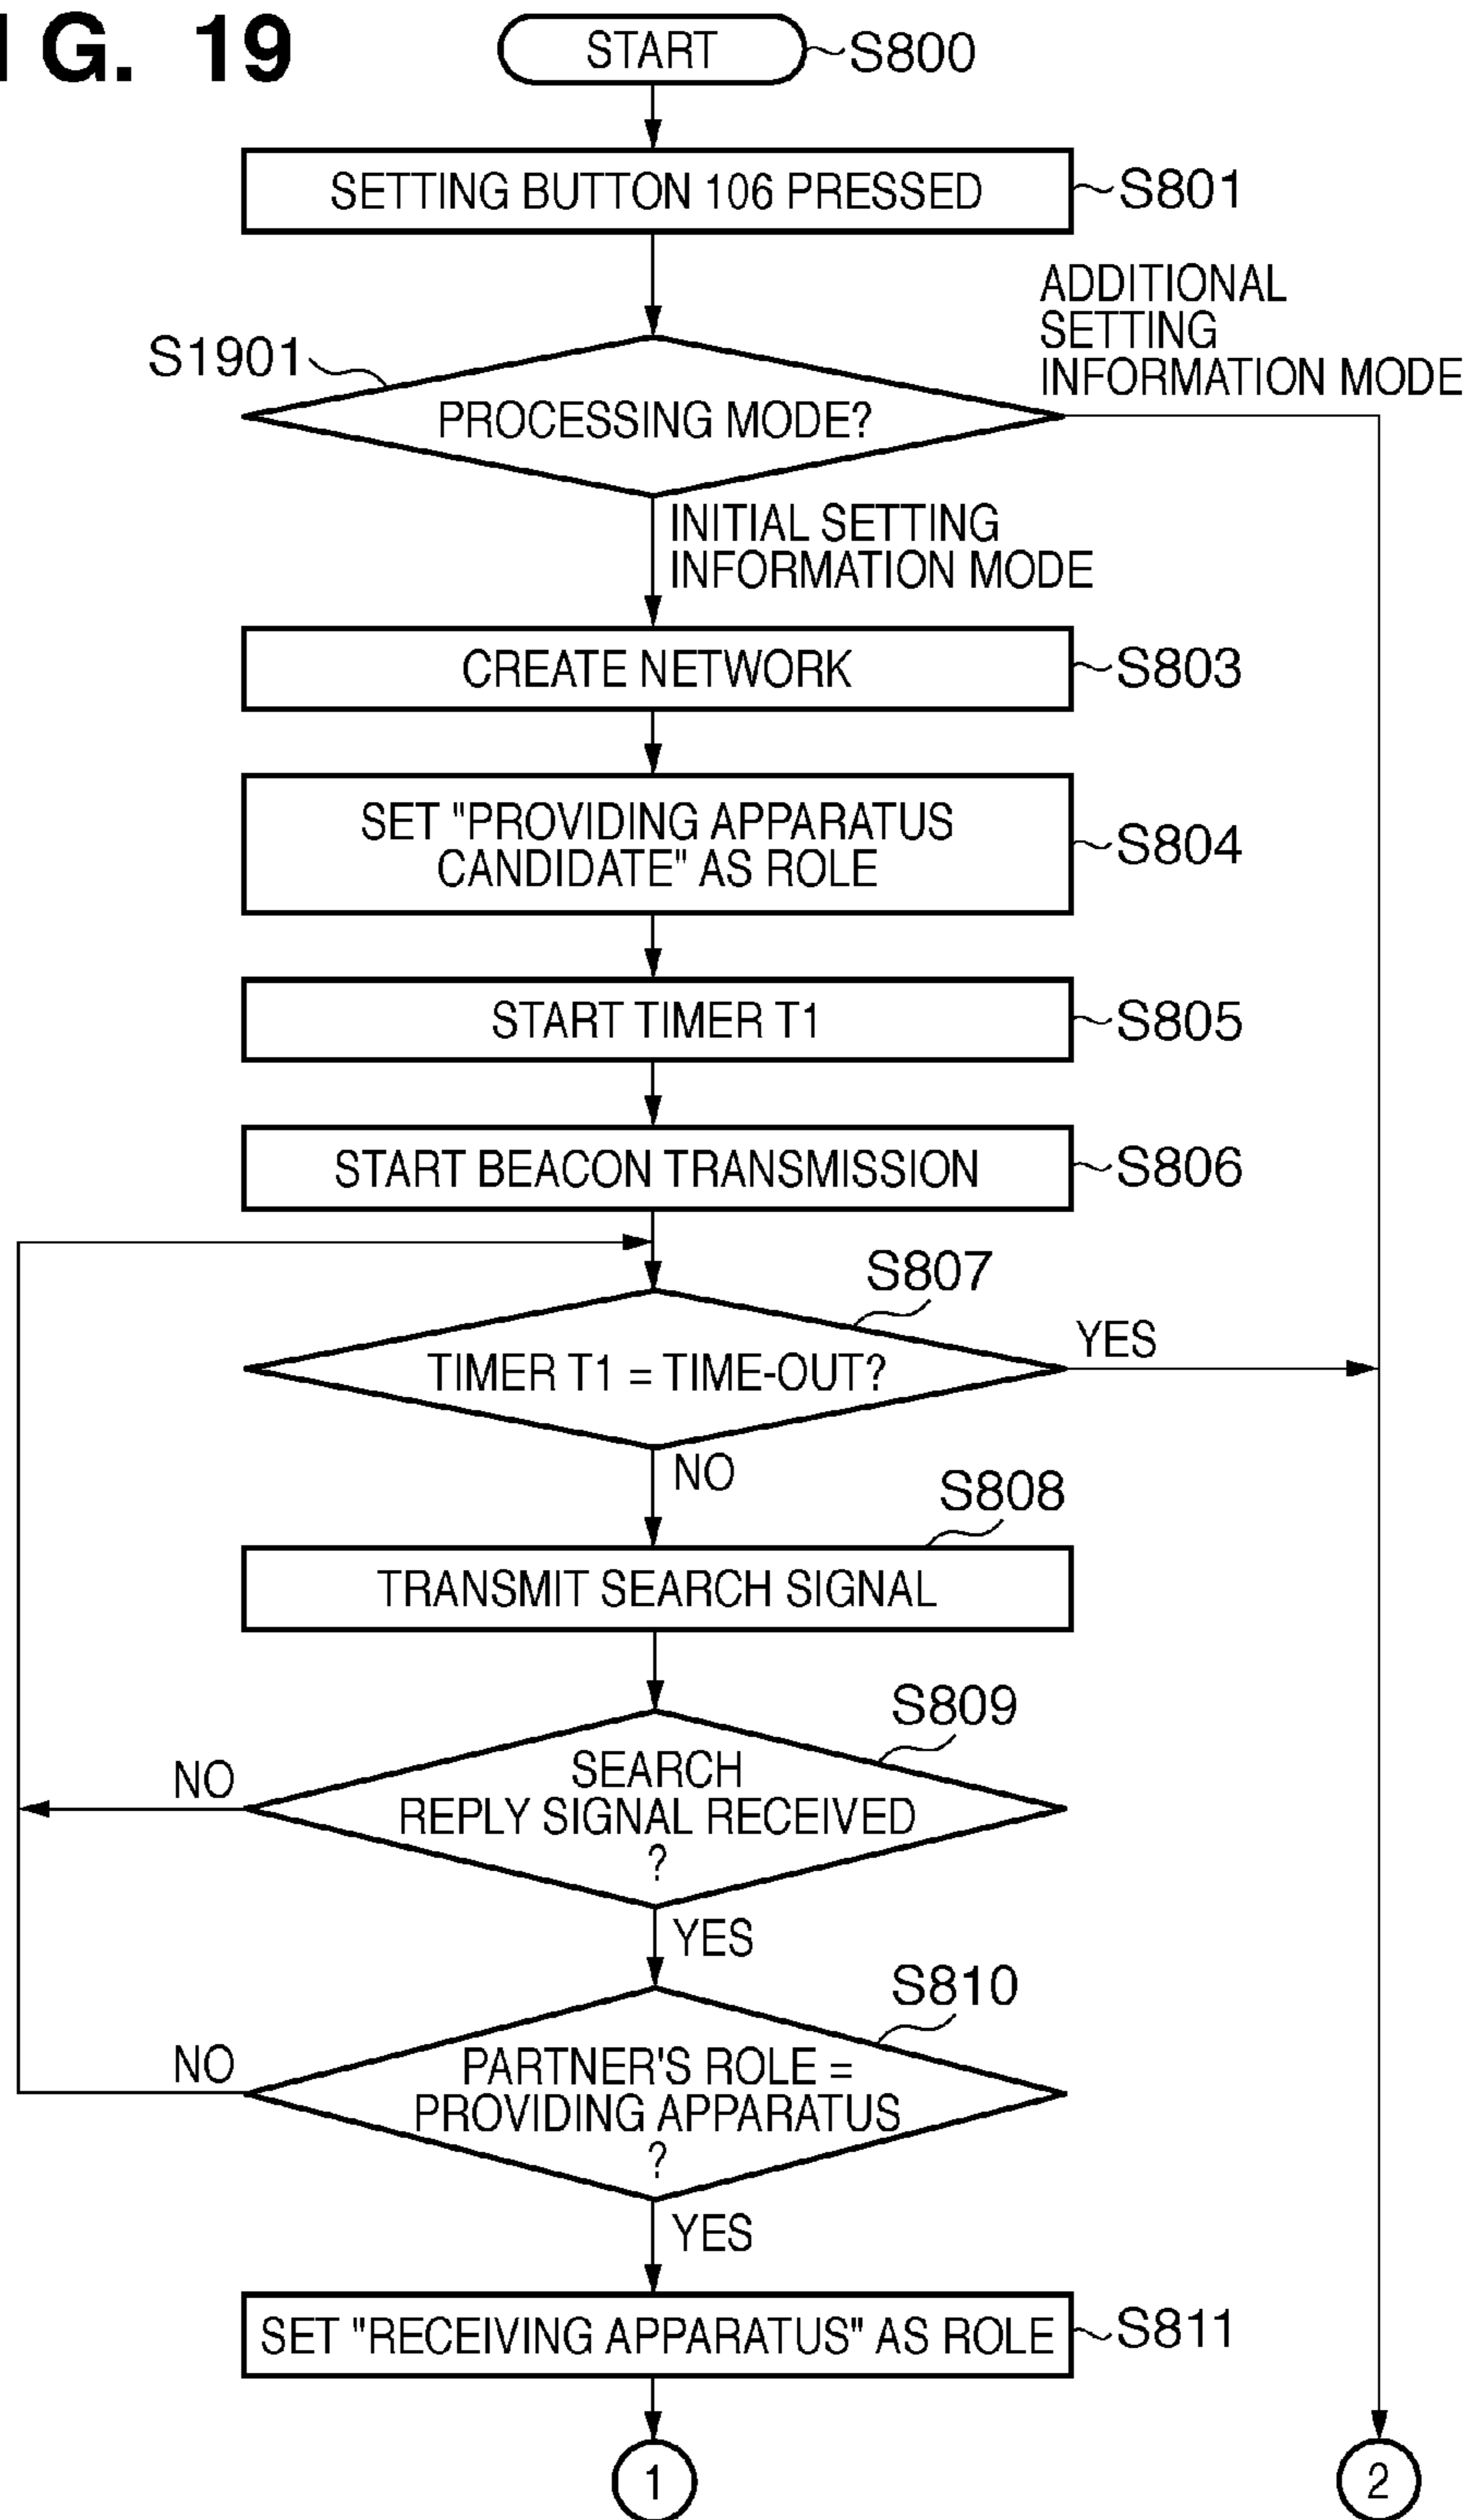 I G. 19
START
S800
SETTING BUTTON 106 PRESSED
S801
ADDITIONAL
SETTING
INFORMATION MODE
S1901
PROCESSING MODE?
INITIAL SETTING
INFORMATION MODE
CREATE NETWORK
S803
SET "PROVIDING APPARATUS
CANDIDATE" AS ROLE
S804
START TIMER T1
S805
START BEACON TRANSMISSION
S806
S807
TIMER T1 = TIME-OUT?
YES
NO
S808
TRANSMIT SEARCH SIGNAL
S809
NO
SEARCH
REPLY SIGNAL RECEIVED
?
YES
S810
NO
PARTNER'S ROLE =
PROVIDING APPARATUS
?
YES
SET "RECEIVING APPARATUS" AS ROLE
S811
1
2